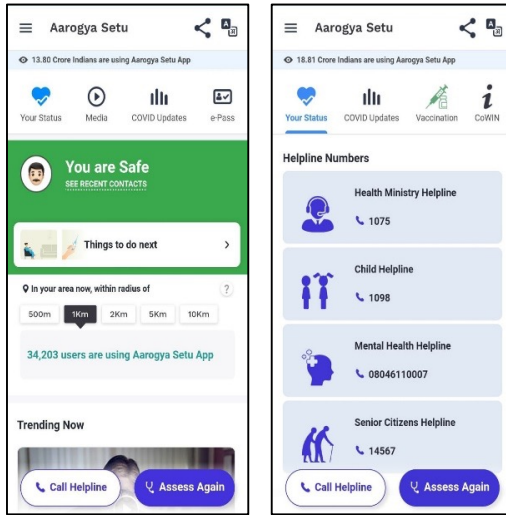 Aarogya Setu
13.80 Crore Indians are using Aarogya Setu App
Your Status Media COVID Updates e-Pass
You are Safe
SEE RECENT CONTACTS
Things to do next
In your area now, within radius of ?
500m 1Km 2Km 5Km 10Km
34,203 users are using Aarogya Setu App
Trending Now
Call Helpline Assess Again
Aarogya Setu
18.81 Crore Indians are using Aarogya Setu App
Your Status COVID Updates Vaccination CoWIN
Helpline Numbers
Health Ministry Helpline
1075
Child Helpline
1098
Mental Health Helpline
08046110007
Senior Citizens Helpline
14567
Call Helpline Assess Again